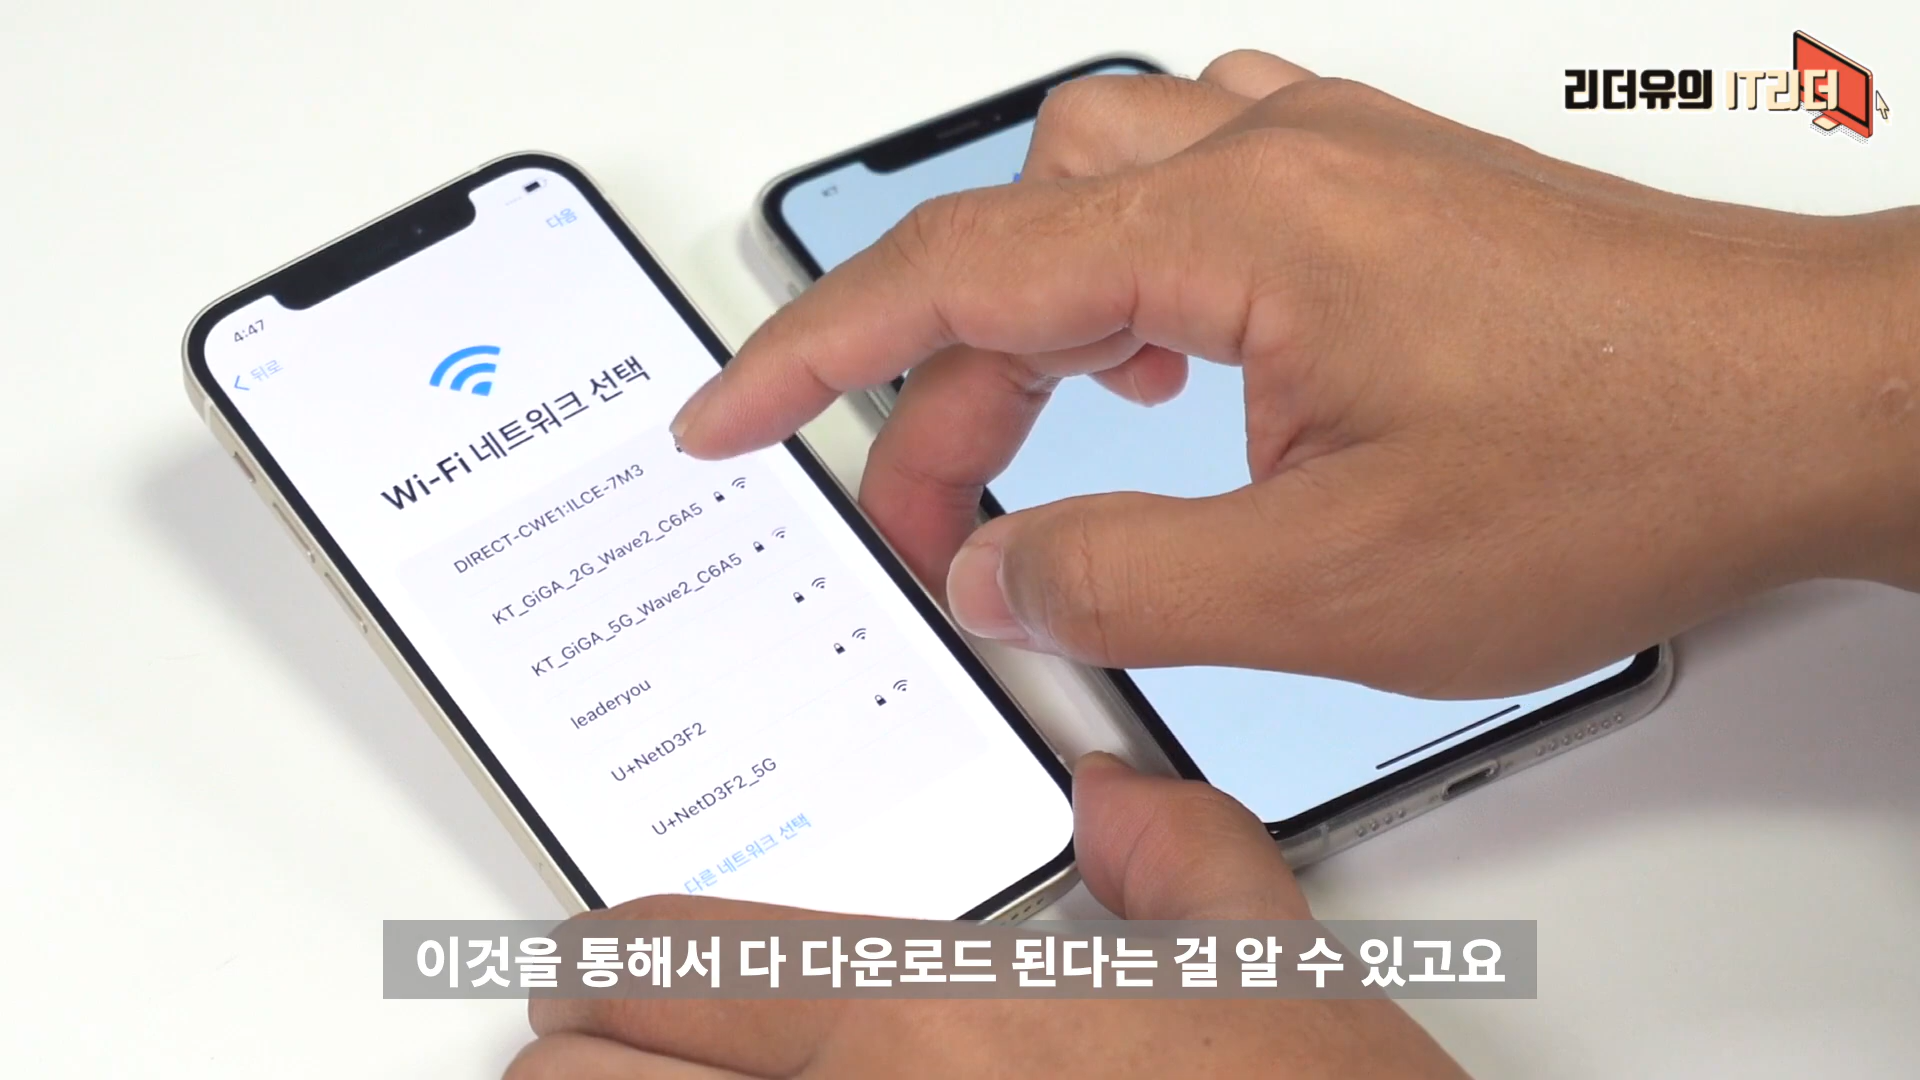 리더유의 IT리더
KT
4:47
다음
뒤로
Wi-Fi 네트워크 선택
DIRECT-CWE1:ILCE-7M3
KT_GiGA_2G_Wave2_C6A5
KT_GiGA_5G_Wave2_C6A5
leaderyou
U+NetD3F2
U+NetD3F2_5G
다른 네트워크 선택
이것을 통해서 다 다운로드 된다는 걸 알 수 있고요